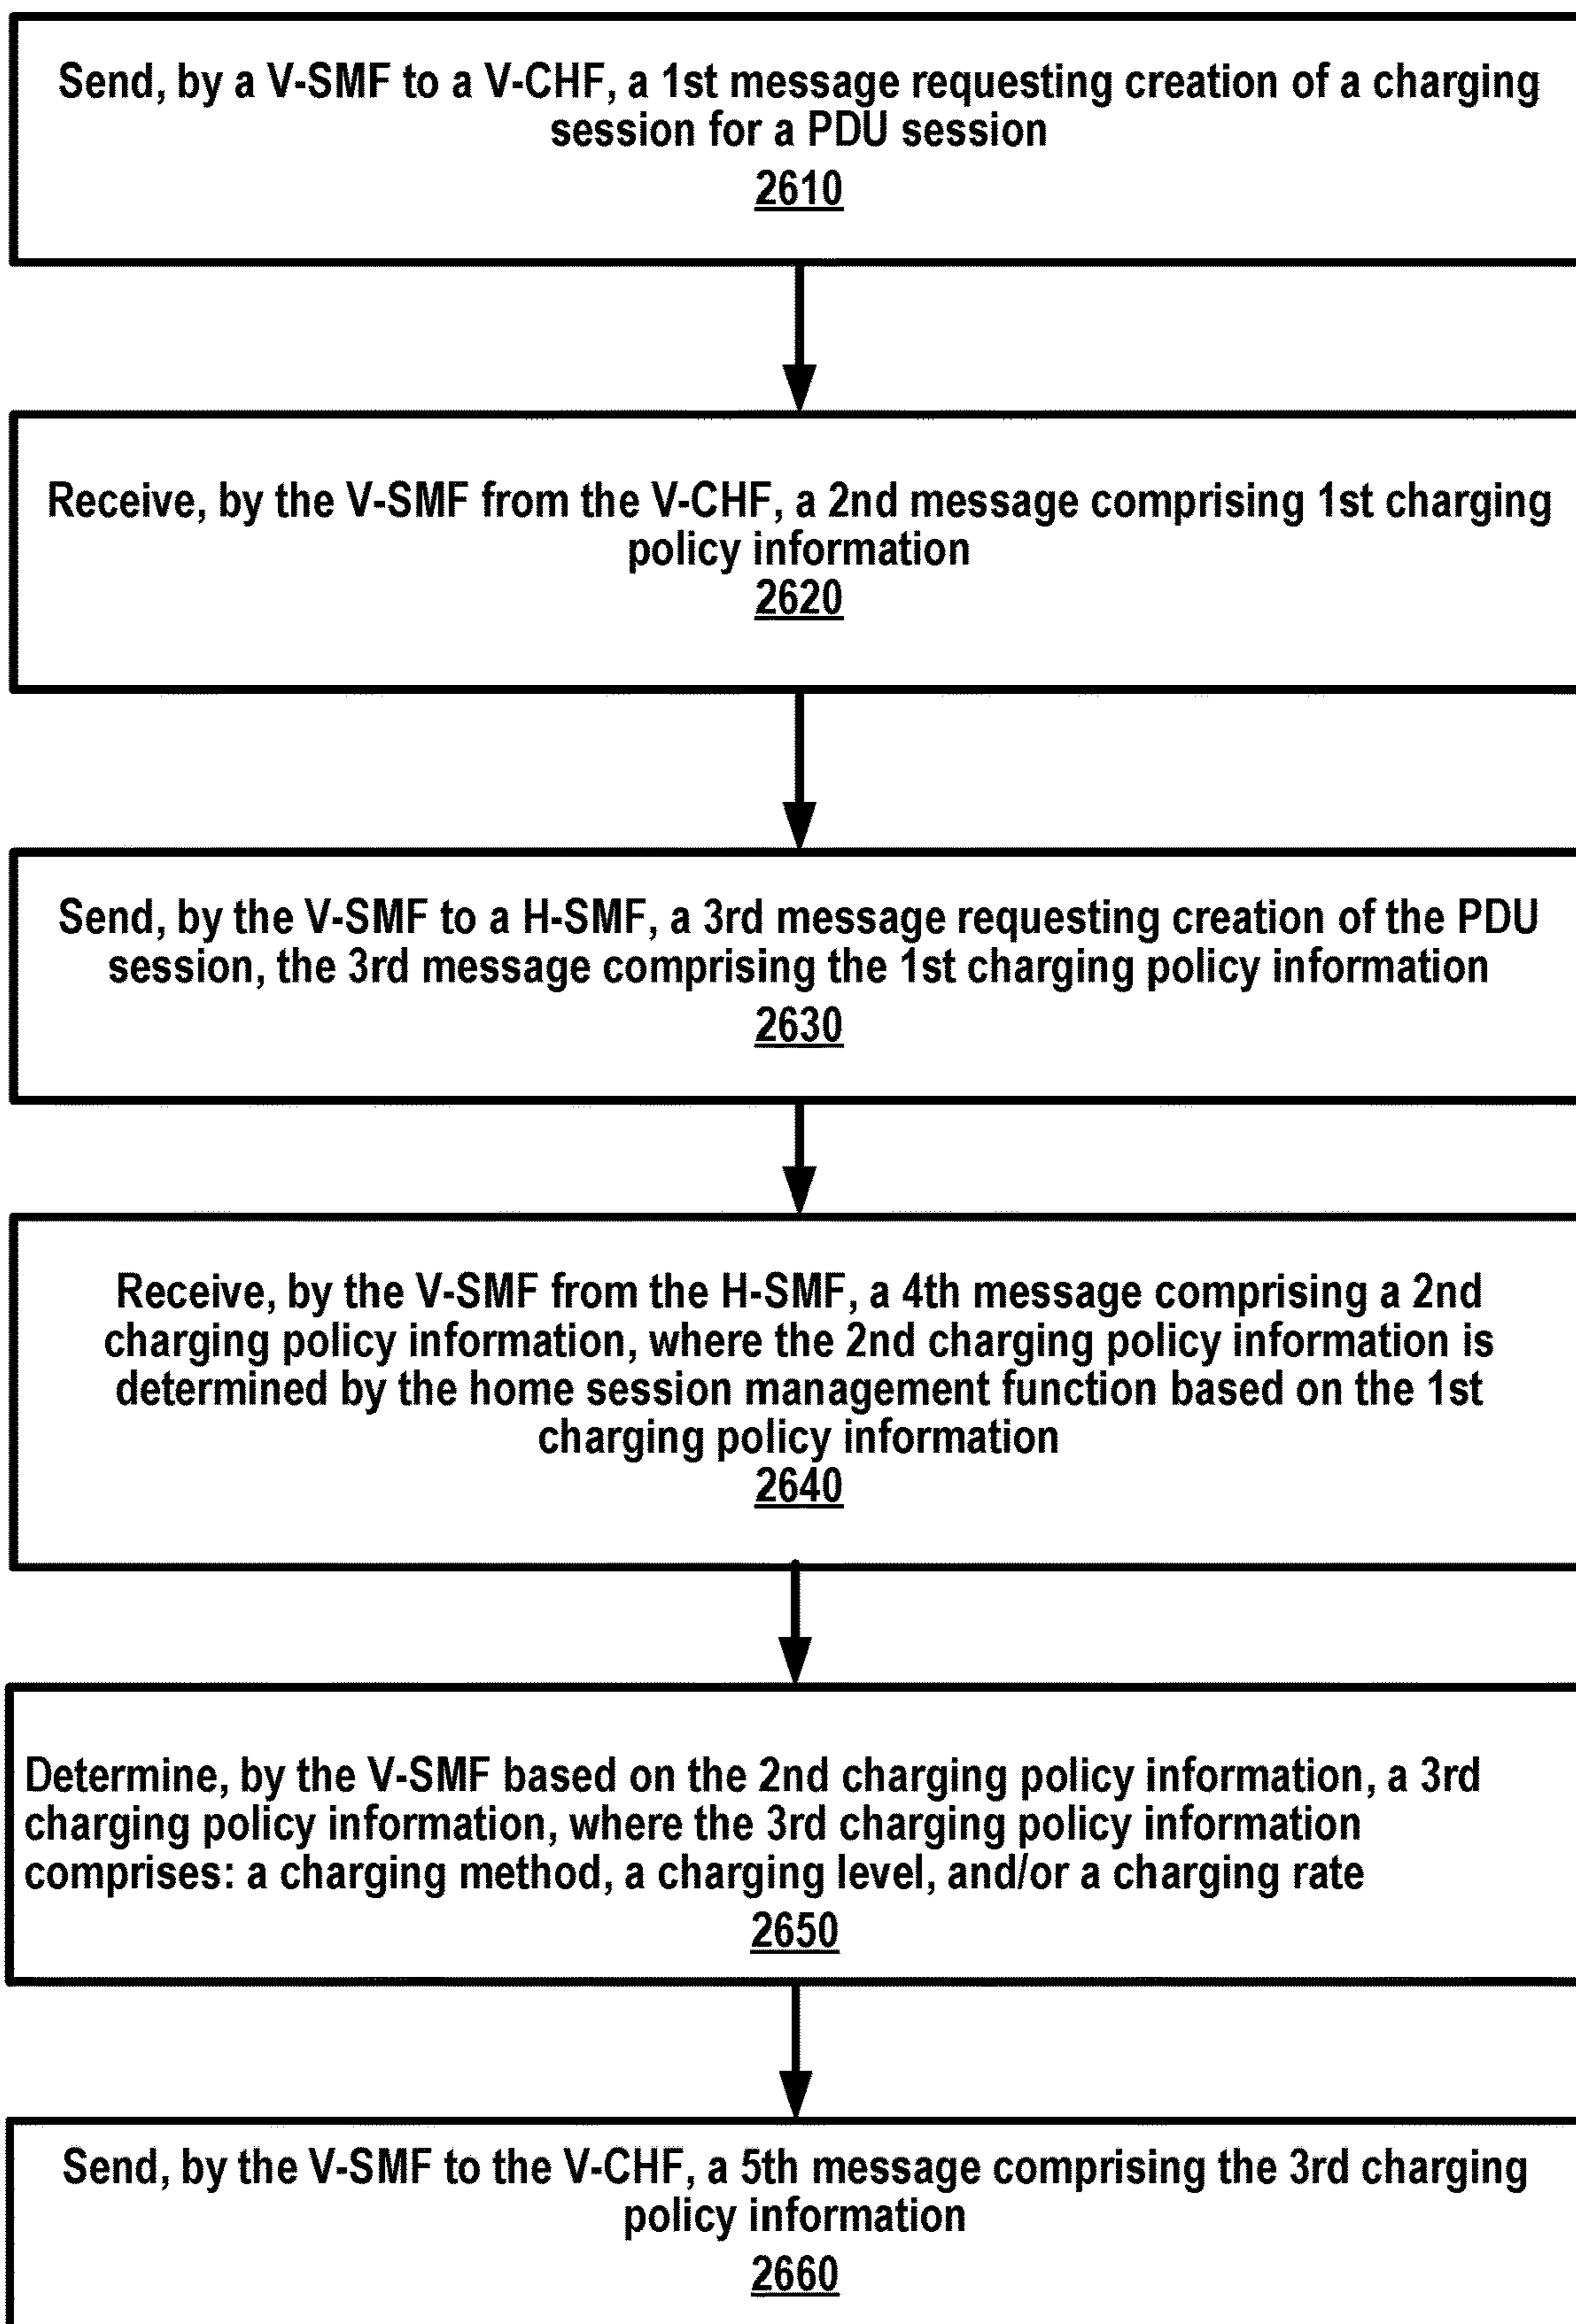 Send, by a V-SMF to a V-CHF, a 1st message requesting creation of a charging
session for a PDU session
2610
Receive, by the V-SMF from the V-CHF, a 2nd message comprising 1st charging
policy information
2620
Send, by the V-SMF to a H-SMF, a 3rd message requesting creation of the PDU
session, the 3rd message comprising the 1st charging policy information
2630
Receive, by the V-SMF from the H-SMF, a 4th message comprising a 2nd
charging policy information, where the 2nd charging policy information is
determined by the home session management function based on the 1st
charging policy information
2640
Determine, by the V-SMF based on the 2nd charging policy information, a 3rd
charging policy information, where the 3rd charging policy information
comprises: a charging method, a charging level, and/or a charging rate
2650
Send, by the V-SMF to the V-CHF, a 5th message comprising the 3rd charging
policy information
2660